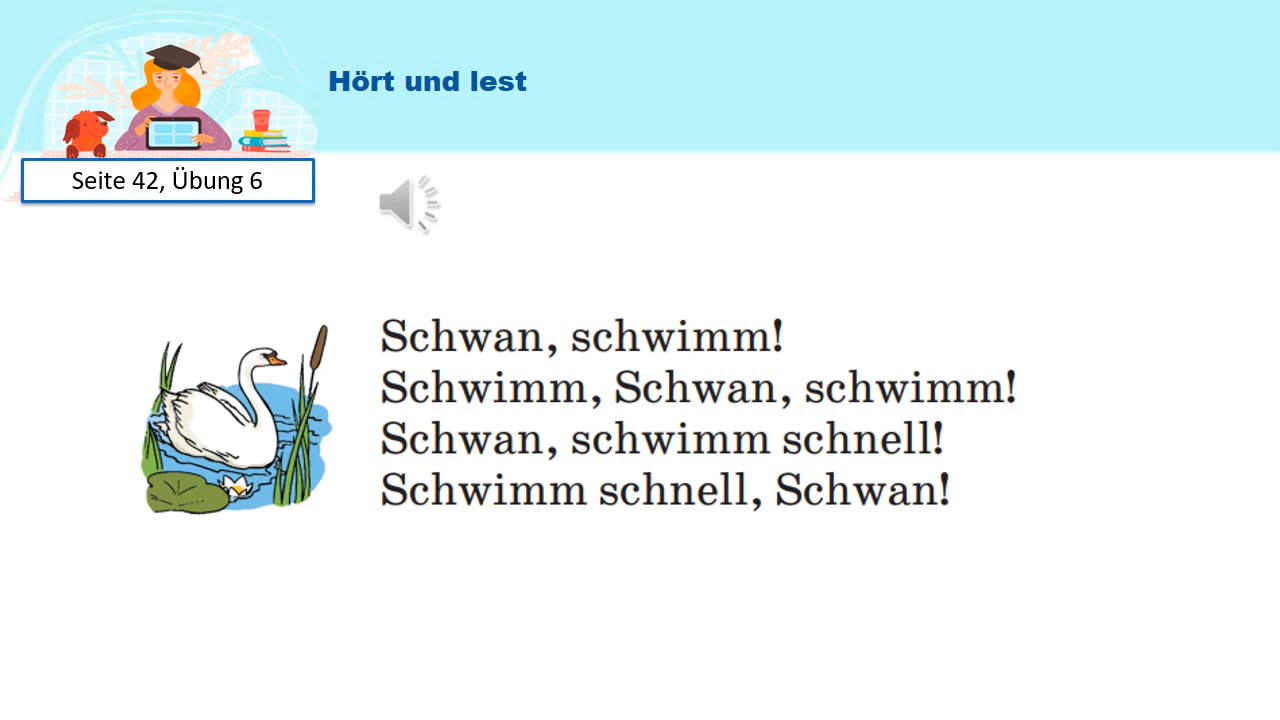 Hört und lest
Seite 42, Übung 6
Schwan, schwimm!
Schwimm, Schwan, schwimm!
Schwan, schwimm schnell!
Schwimm schnell, Schwan!